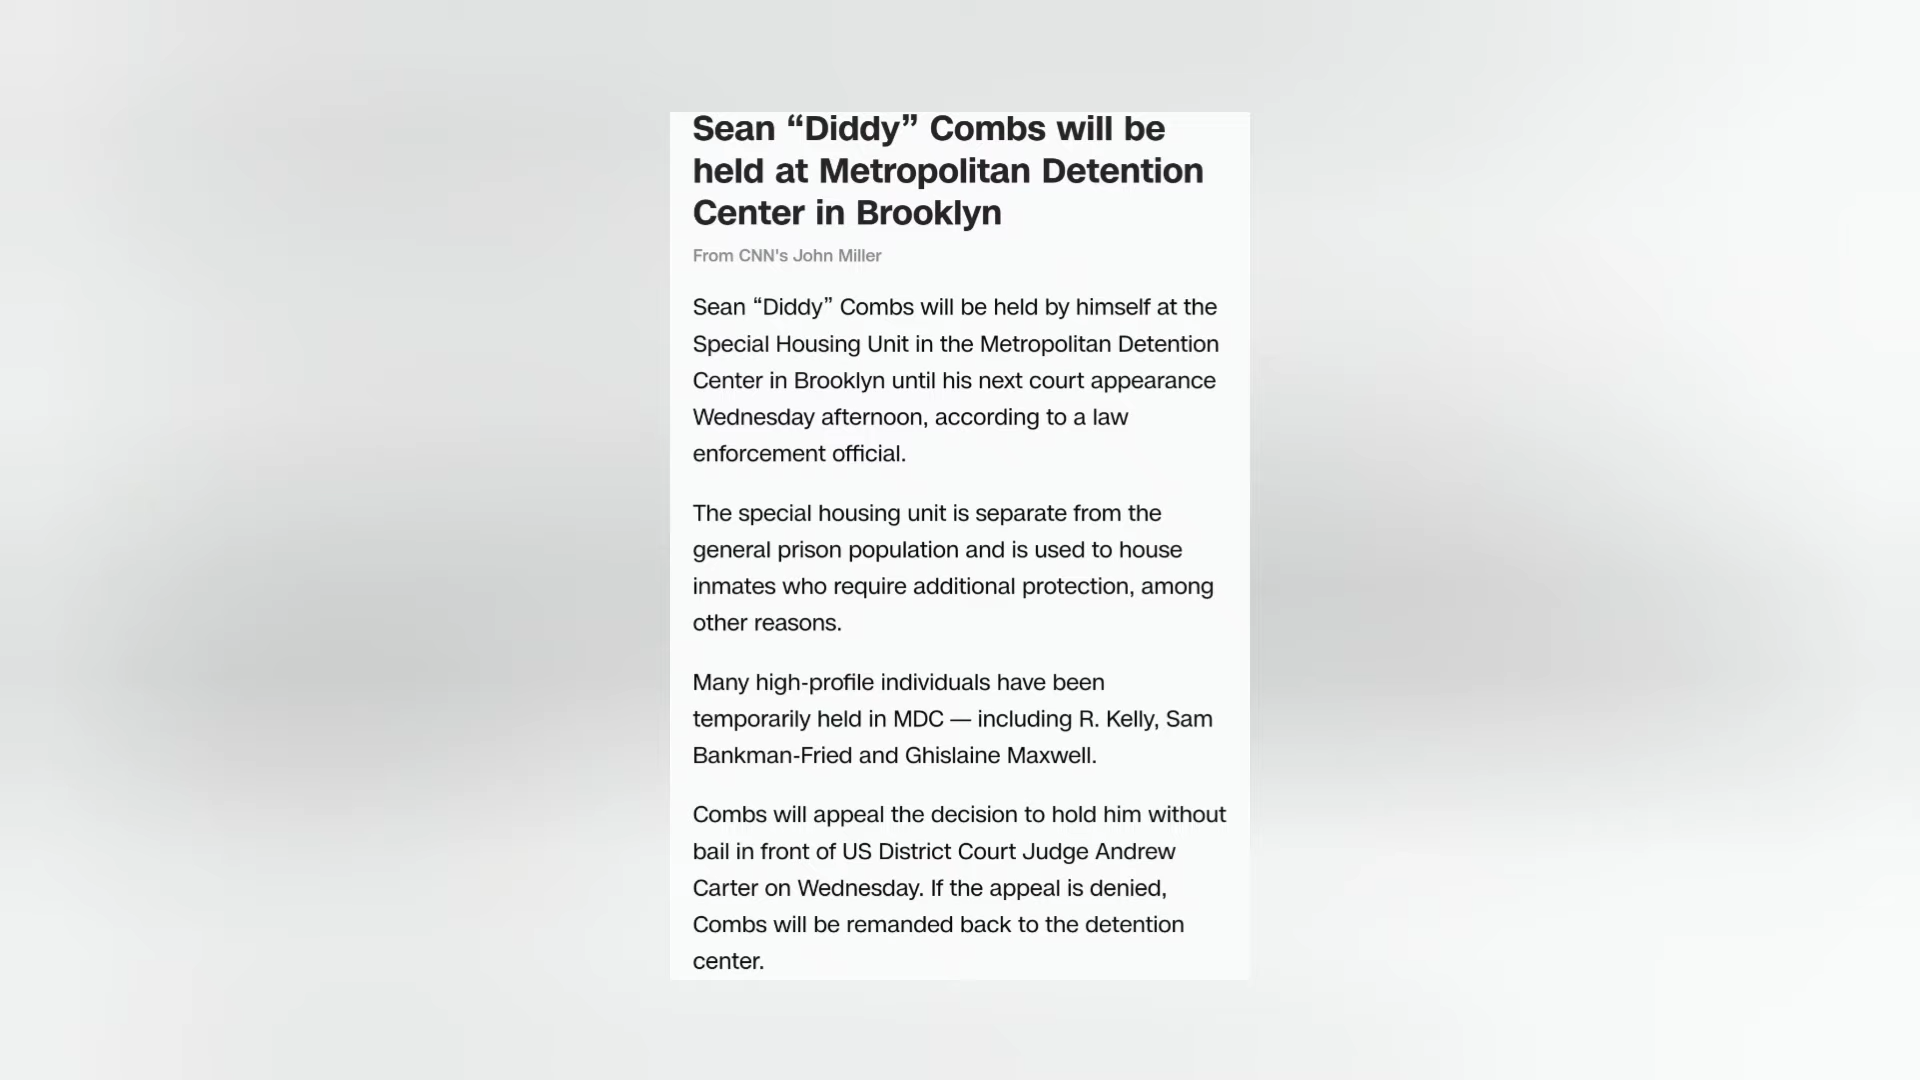 Sean “Diddy” Combs will be
held at Metropolitan Detention
Center in Brooklyn
From CNN's John Miller
Sean “Diddy” Combs will be held by himself at the
Special Housing Unit in the Metropolitan Detention
Center in Brooklyn until his next court appearance
Wednesday afternoon, according to a law
enforcement official.
The special housing unit is separate from the
general prison population and is used to house
inmates who require additional protection, among
other reasons.
Many high-profile individuals have been
temporarily held in MDC — including R. Kelly, Sam
Bankman-Fried and Ghislaine Maxwell.
Combs will appeal the decision to hold him without
bail in front of US District Court Judge Andrew
Carter on Wednesday. If the appeal is denied,
Combs will be remanded back to the detention
center.